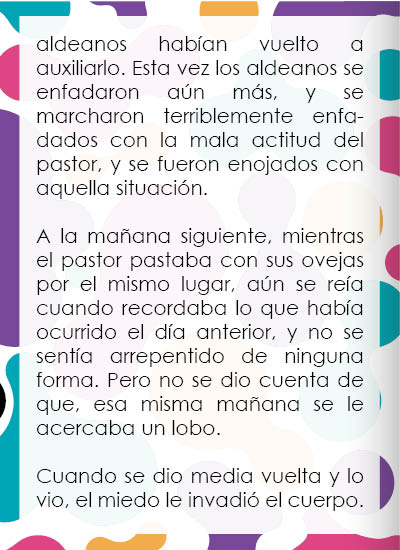 aldeanos habían vuelto a
auxiliarlo. Esta vez los aldeanos se
enfadaron aún más, y se
marcharon terriblemente enfa-
dados con la mala actitud del
pastor, y se fueron enojados con
aquella situación.
A la mañana siguiente, mientras
el pastor pastaba con sus ovejas
por el mismo lugar, aún se reía
cuando recordaba lo que había
ocurrido el día anterior, y no se
sentía arrepentido de ninguna
forma. Pero no se dio cuenta de
que, esa misma mañana se le
acercaba un lobo.
Cuando se dio media vuelta y lo
vio, el miedo le invadió el cuerpo.